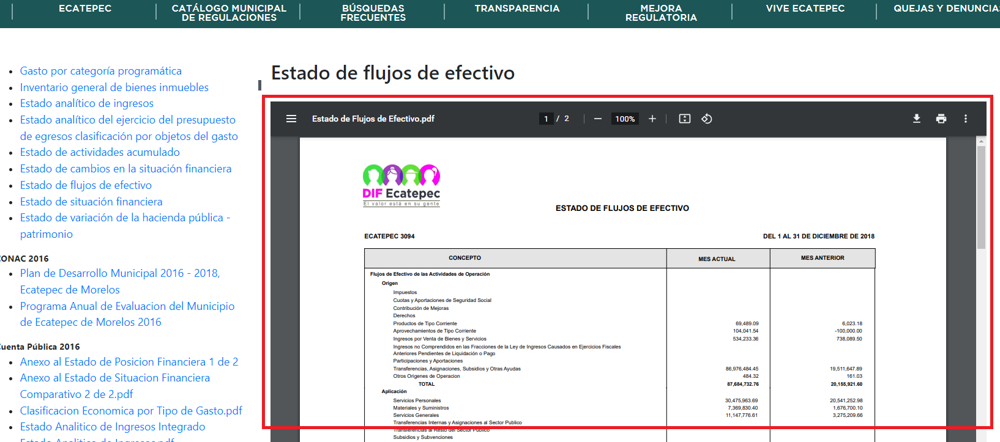 ECATEPEC
CATÁLOGO MUNICIPAL
DE REGULACIONES
BÚSQUEDAS
FRECUENTES
TRANSPARENCIA
MEJORA
REGULATORIA
VIVE ECATEPEC
QUEJAS Y DENUNCIAS
Gasto por categoría programática
Inventario general de bienes inmuebles
Estado analítico de ingresos
Estado analítico del ejercicio del presupuesto
de egresos clasificación por objetos del gasto
Estado de actividades acumulado
Estado de cambios en la situación financiera
Estado de flujos de efectivo
Estado de situación financiera
Estado de variación de la hacienda pública -
patrimonio
CONAC 2016
Plan de Desarrollo Municipal 2016 - 2018,
Ecatepec de Morelos
Programa Anual de Evaluacion del Municipio
de Ecatepec de Morelos 2016
Cuenta Pública 2016
Anexo al Estado de Posicion Financiera 1 de 2
Anexo al Estado de Situacion Financiera
Comparativo 2 de 2.pdf
Clasificacion Economica por Tipo de Gasto.pdf
Estado Analitico de Ingresos Integrado
Estado Analitico de Ingresos.pdf
Estado de flujos de efectivo
Estado de Flujos de Efectivo.pdf
1 / 2
100%
DIF Ecatepec
El valor está en su gente
ESTADO DE FLUJOS DE EFECTIVO
ECATEPEC 3094 DEL 1 AL 31 DE DICIEMBRE DE 2018
CONCEPTO MES ACTUAL MES ANTERIOR
Flujos de Efectivo de las Actividades de Operación
Origen
Impuestos
Cuotas y Aportaciones de Seguridad Social
Contribución de Mejoras
Derechos
Productos de Tipo Corriente 69,489.09 6,023.18
Aprovechamientos de Tipo Corriente 104,041.54 -100,000.00
Ingresos por Venta de Bienes y Servicios 534,233.36 738,089.50
Ingresos no Comprendidos en las Fracciones de la Ley de Ingresos Causados en Ejercicios Fiscales
Anteriores Pendientes de Liquidación o Pago
Participaciones y Aportaciones
Transferencias, Asignaciones, Subsidios y Otras Ayudas 86,976,484.45 19,511,647.89
Otros Origenes de Operacion 484.32 161.03
TOTAL 87,684,732.76 20,155,921.60
Aplicación
Servicios Personales 30,475,963.69 20,541,252.98
Materiales y Suministros 7,369,830.40 1,676,700.10
Servicios Generales 11,147,776.61 3,275,209.66
Transferencias Internas y Asignaciones al Sector Publico
Transferencias al Resto del Sector Publico
Subsidios y Subvenciones